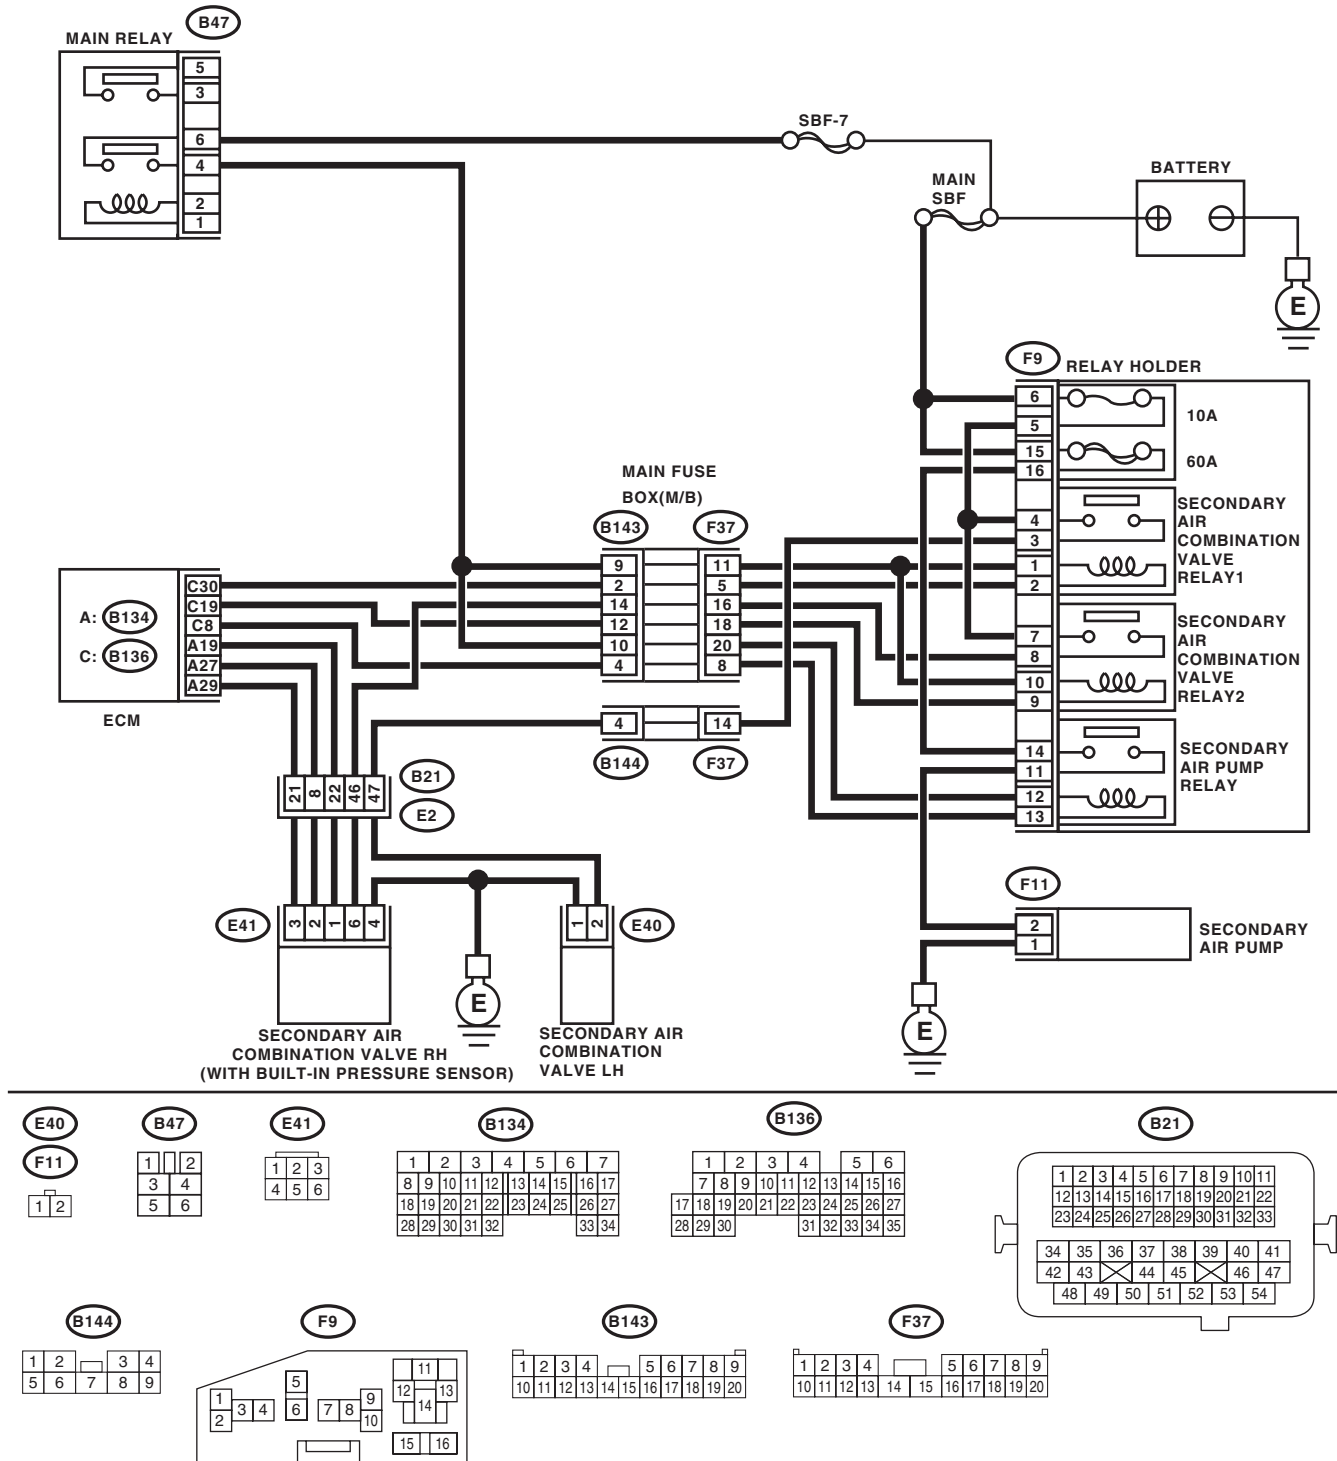 B47
MAIN RELAY
5
3
6
4
2
1
SBF-7
MAIN
SBF
BATTERY
E
F9
RELAY HOLDER
6
5
15
16
4
3
1
2
7
8
10
9
14
11
12
13
10A
60A
SECONDARY
AIR
COMBINATION
VALVE
RELAY1
SECONDARY
AIR
COMBINATION
VALVE
RELAY2
SECONDARY
AIR PUMP
RELAY
MAIN FUSE
BOX(M/B)
B143 F37
9 11
2 5
14 16
12 18
10 20
4 8
4 14
B144 F37
A: B134
C: B136
C30
C19
C8
A19
A27
A29
ECM
21 8 22 46 47
B21
E2
E41
3 2 1 6 4
1 2
E40
E
SECONDARY AIR
COMBINATION VALVE RH
(WITH BUILT-IN PRESSURE SENSOR)
SECONDARY AIR
COMBINATION
VALVE LH
F11
2
1
SECONDARY
AIR PUMP
E
E40
F11
1 2
B47
1 2
3 4
5 6
E41
1 2 3
4 5 6
B134
1 2 3 4 5 6 7
8 9 10 11 12 13 14 15 16 17
18 19 20 21 22 23 24 25 26 27
28 29 30 31 32 33 34
B136
1 2 3 4 5 6
7 8 9 10 11 12 13 14 15 16
17 18 19 20 21 22 23 24 25 26 27
28 29 30 31 32 33 34 35
B21
1 2 3 4 5 6 7 8 9 10 11
12 13 14 15 16 17 18 19 20 21 22
23 24 25 26 27 28 29 30 31 32 33
34 35 36 37 38 39 40 41
42 43 44 45 46 47
48 49 50 51 52 53 54
B144
1 2 3 4
5 6 7 8 9
F9
1
2
3 4
5
6
7 8
9
10
11
12 13
14
15 16
B143
1 2 3 4 5 6 7 8 9
10 11 12 13 14 15 16 17 18 19 20
F37
1 2 3 4 5 6 7 8 9
10 11 12 13 14 15 16 17 18 19 20